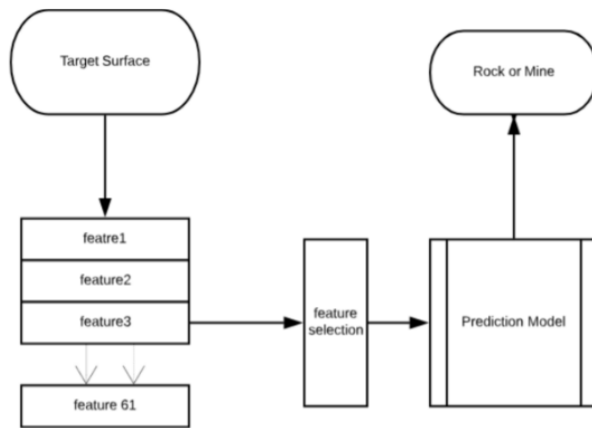 Target Surface
Rock or Mine
featre1
feature2
feature3
feature 61
feature
selection
Prediction Model